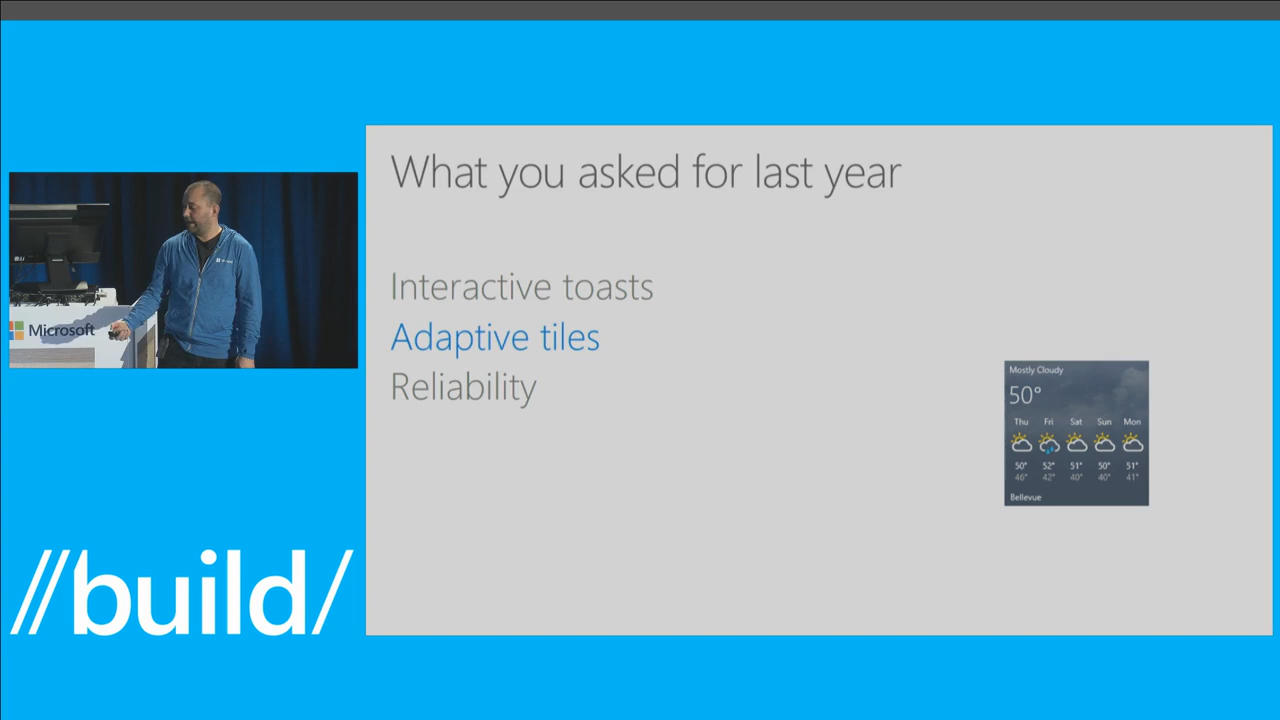 What you asked for last year
Interactive toasts
Adaptive tiles
Reliability
Mostly Cloudy
50°
Thu Fri Sat Sun Mon
50° 52° 51° 50° 51°
46° 42° 40° 40° 41°
Bellevue
Microsoft
//build/